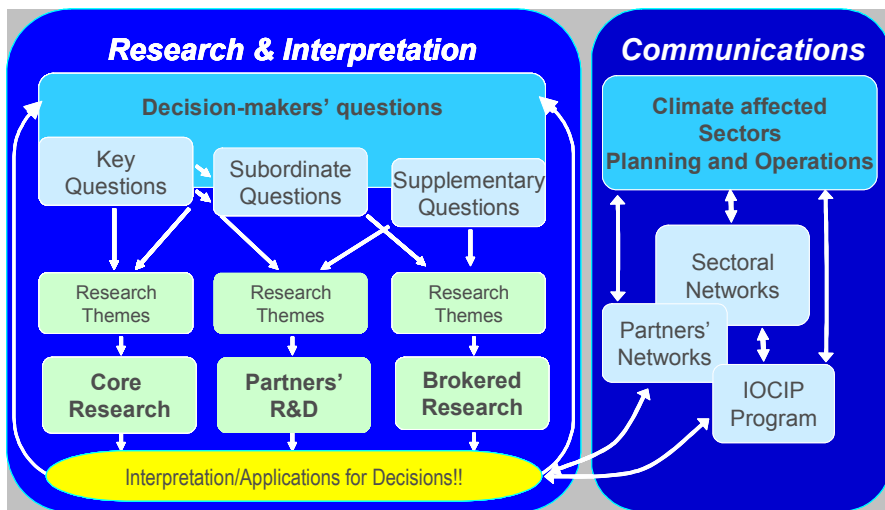 Research & Interpretation
Decision-makers' questions
Key
Questions
Subordinate
Questions
Supplementary
Questions
Research
Themes
Research
Themes
Research
Themes
Core
Research
Partners'
R&D
Brokered
Research
Interpretation/Applications for Decisions!!
Communications
Climate affected
Sectors
Planning and Operations
Sectoral
Networks
Partners'
Networks
IOCIP
Program